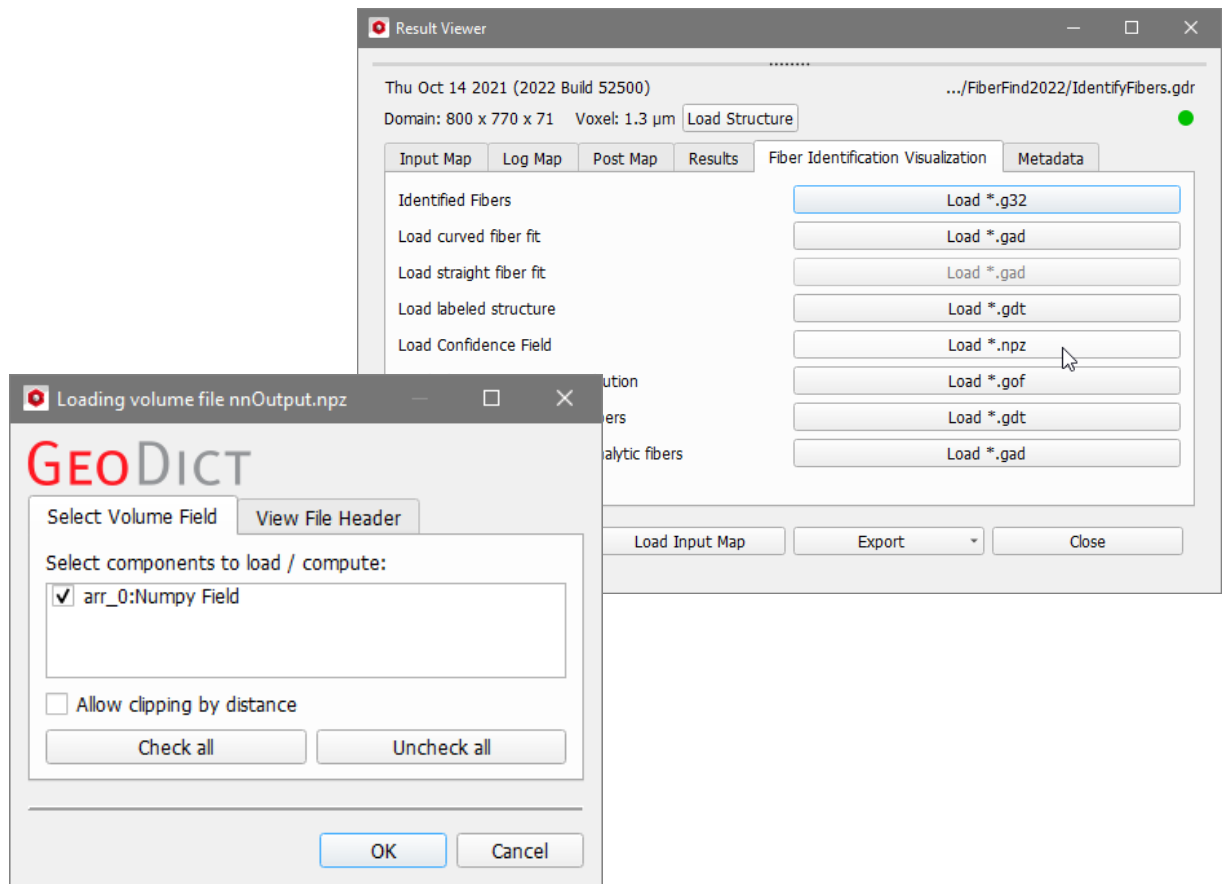 Result Viewer
Thu Oct 14 2021 (2022 Build 52500) .../FiberFind2022/IdentifyFibers.gdr
Domain: 800 x 770 x 71 Voxel: 1.3 µm Load Structure
Input Map Log Map Post Map Results Fiber Identification Visualization Metadata
Identified Fibers Load *.g32
Load curved fiber fit Load *.gad
Load straight fiber fit Load *.gad
Load labeled structure Load *.gdt
Load Confidence Field Load *.npz
ution Load *.gof
ers Load *.gdt
alytic fibers Load *.gad
Load Input Map Export Close
Loading volume file nnOutput.npz
GEODICT
Select Volume Field View File Header
Select components to load / compute:
arr_0:Numpy Field
Allow clipping by distance
Check all Uncheck all
OK Cancel